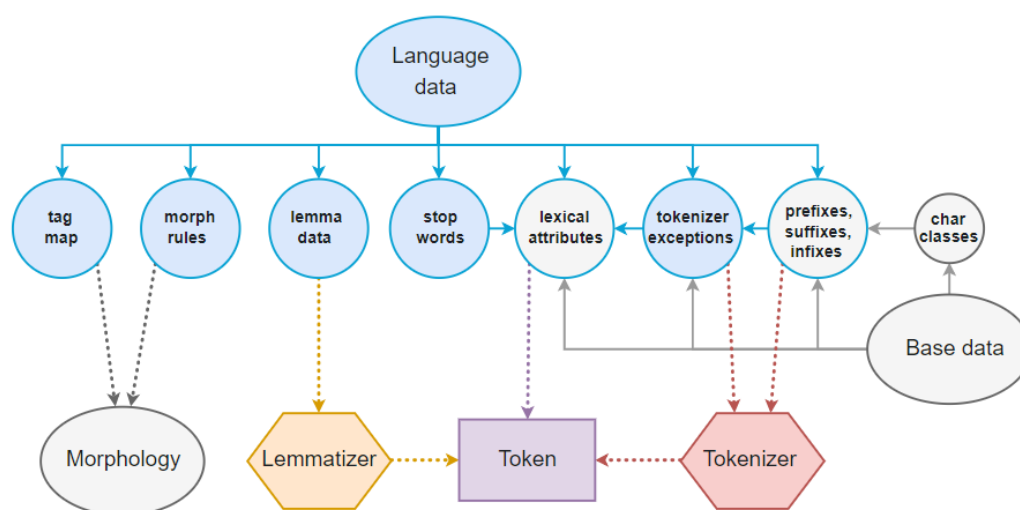 Language
data
tag
map
morph
rules
lemma
data
stop
words
lexical
attributes
tokenizer
exceptions
prefixes,
suffixes,
infixes
char
classes
Base data
Morphology
Lemmatizer
Token
Tokenizer